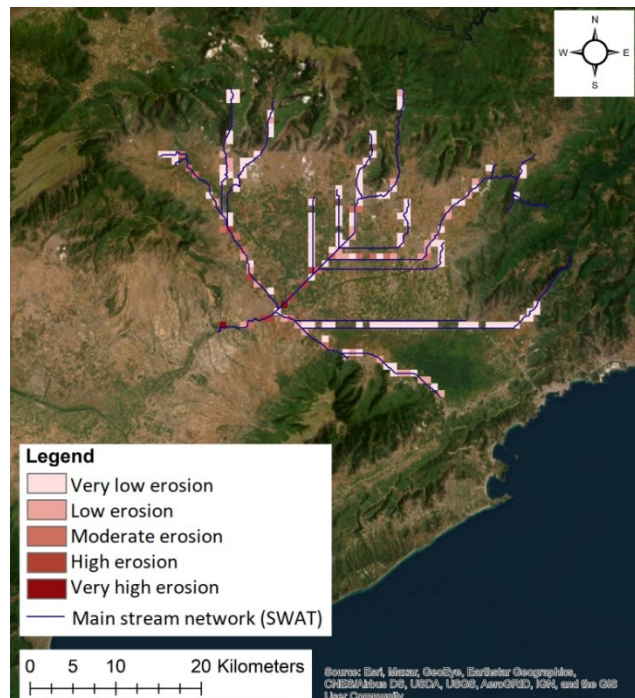 N
W E
S
Legend
Very low erosion
Low erosion
Moderate erosion
High erosion
Very high erosion
Main stream network (SWAT)
0 5 10 20 Kilometers
Source: Esri, Maxar, GeoEye, Earthstar Geographics,
CNES/Airbus DS, USDA, USGS, AeroGRID, IGN, and the GIS
User Community